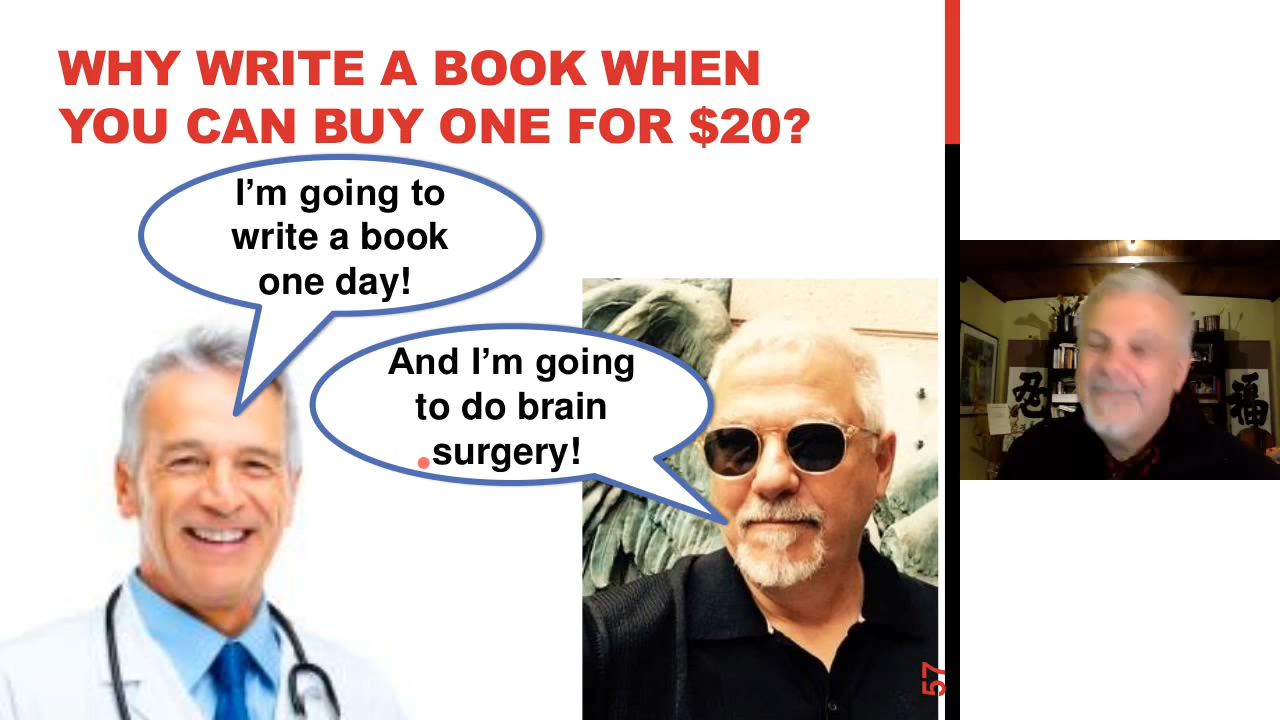 WHY WRITE A BOOK WHEN
YOU CAN BUY ONE FOR $20?
I’m going to
write a book
one day!
And I’m going
to do brain
surgery!
57
福